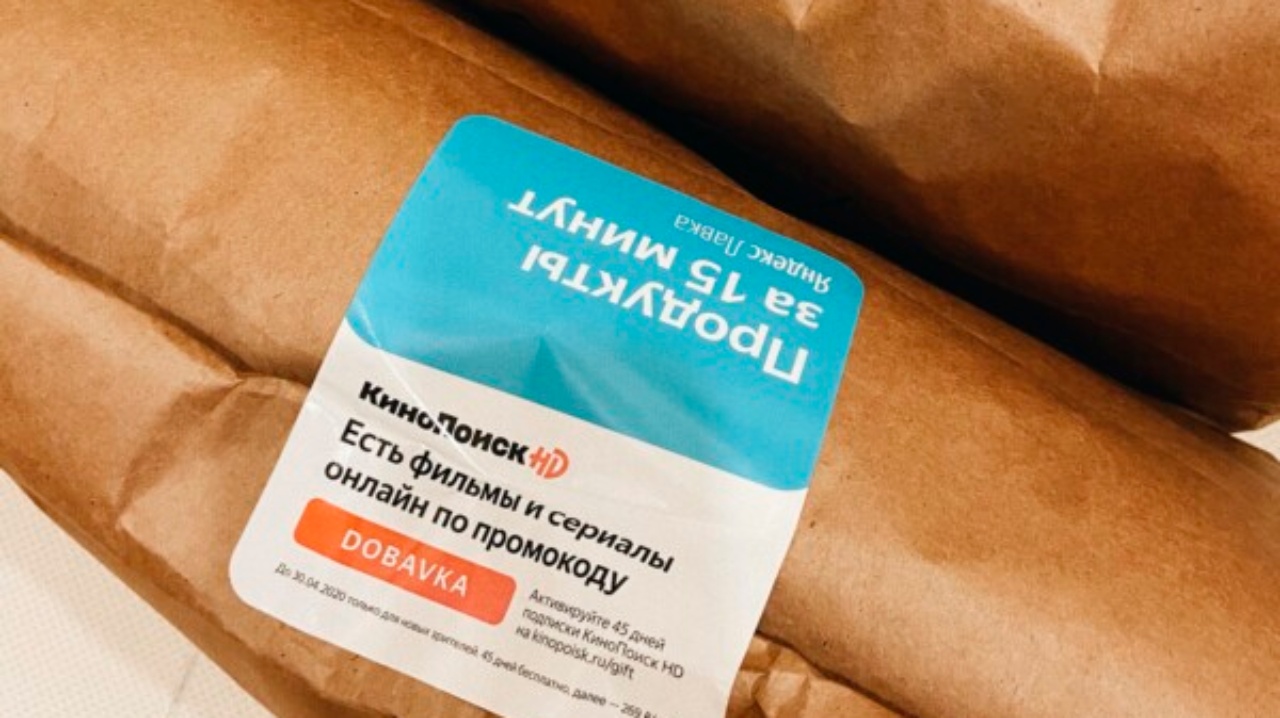 Продукты
за 15 минут
Яндекс Лавка
КиноПоиск HD
Есть фильмы и сериалы
онлайн по промокоду
DOBAVKA
Активируйте 45 дней
подписки КиноПоиск HD
на kinopoisk.ru/gift
До 30.04.2020 только для новых зрителей. 45 дней бесплатно, далее — 269